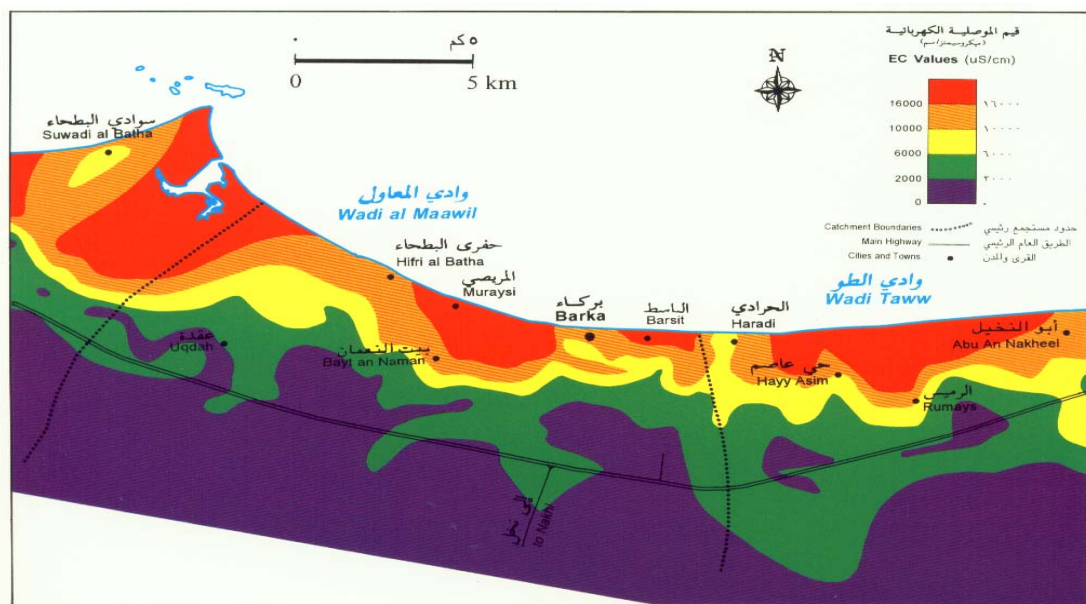 ٥ كم
٠
0
5 km
N
قيم الموصلية الكهربائية
(ميكروسيمنز/سم)
EC Values (uS/cm)
16000
١٦٠٠٠
10000
١٠٠٠٠
6000
٦٠٠٠
2000
٢٠٠٠
0
٠
Catchment Boundaries
حدود مستجمع رئيسي
Main Highway
الطريق العام الرئيسي
Cities and Towns
القرى والمدن
سوادي البطحاء
Suwadi al Batha
وادي المعاول
Wadi al Maawil
حفرى البطحاء
Hifri al Batha
المريصي
Muraysi
بركاء
Barka
الباسط
Barsit
الحرادي
Haradi
وادي الطو
Wadi Taww
أبو النخيل
Abu An Nakheel
عقدة
Uqdah
بيت النعمان
Bayt an Naman
حي عاصم
Hayy Asim
الرميس
Rumays
إلى نخل
to Nakhl